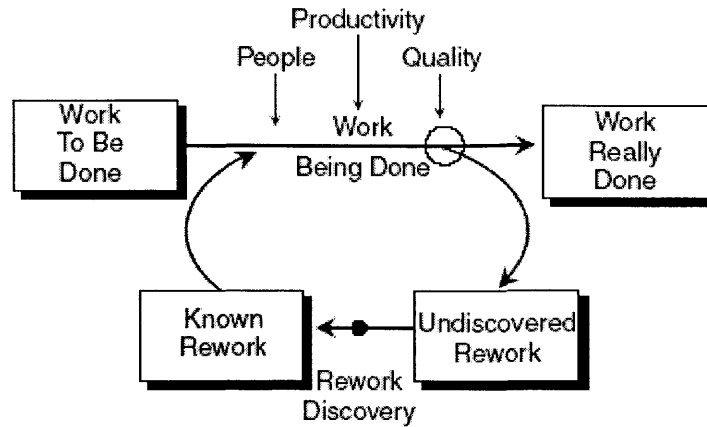 Productivity
People
Quality
Work
To Be
Done
Work
Being Done
Work
Really
Done
Known
Rework
Undiscovered
Rework
Rework
Discovery